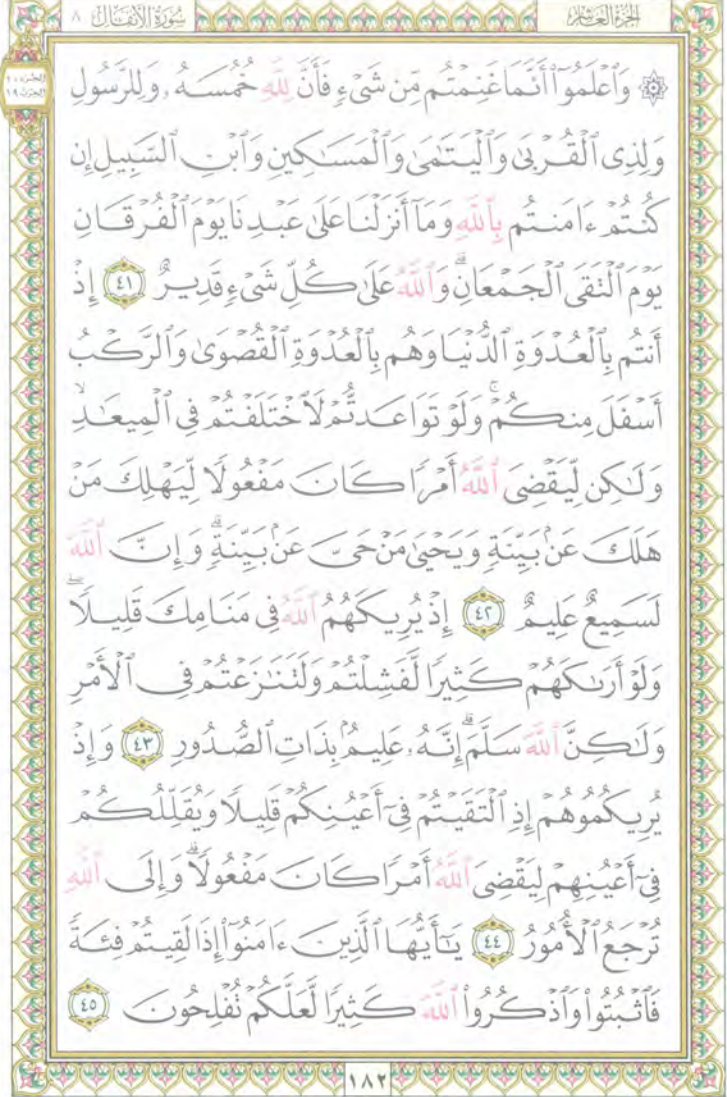 سُورَةُ الأَنفَال ٨
الجُزءُ العَاشِر
الجزء ١٠
الحزب ١٩
۞ وَٱعۡلَمُوٓاْ أَنَّمَا غَنِمۡتُم مِّن شَيۡءٖ فَأَنَّ لِلَّهِ خُمُسَهُۥ وَلِلرَّسُولِ
وَلِذِي ٱلۡقُرۡبَىٰ وَٱلۡيَتَٰمَىٰ وَٱلۡمَسَٰكِينِ وَٱبۡنِ ٱلسَّبِيلِ إِن
كُنتُمۡ ءَامَنتُم بِٱللَّهِ وَمَآ أَنزَلۡنَا عَلَىٰ عَبۡدِنَا يَوۡمَ ٱلۡفُرۡقَانِ
يَوۡمَ ٱلۡتَقَى ٱلۡجَمۡعَانِۗ وَٱللَّهُ عَلَىٰ كُلِّ شَيۡءٖ قَدِيرٌ ٤١ إِذۡ
أَنتُم بِٱلۡعُدۡوَةِ ٱلدُّنۡيَا وَهُم بِٱلۡعُدۡوَةِ ٱلۡقُصۡوَىٰ وَٱلرَّكۡبُ
أَسۡفَلَ مِنكُمۡۚ وَلَوۡ تَوَاعَدتُّمۡ لَٱخۡتَلَفۡتُمۡ فِي ٱلۡمِيعَٰدِ ۙ
وَلَٰكِن لِّيَقۡضِيَ ٱللَّهُ أَمۡرٗا كَانَ مَفۡعُولٗا لِّيَهۡلِكَ مَنۡ
هَلَكَ عَنۢ بَيِّنَةٖ وَيَحۡيَىٰ مَنۡ حَيَّ عَنۢ بَيِّنَةٖۗ وَإِنَّ ٱللَّهَ
لَسَمِيعٌ عَلِيمٌ ٤٢ إِذۡ يُرِيكَهُمُ ٱللَّهُ فِي مَنَامِكَ قَلِيلٗاۖ
وَلَوۡ أَرَىٰكَهُمۡ كَثِيرٗا لَّفَشِلۡتُمۡ وَلَتَنَٰزَعۡتُمۡ فِي ٱلۡأَمۡرِ
وَلَٰكِنَّ ٱللَّهَ سَلَّمَۗ إِنَّهُۥ عَلِيمُۢ بِذَاتِ ٱلصُّدُورِ ٤٣ وَإِذۡ
يُرِيكُمُوهُمۡ إِذِ ٱلۡتَقَيۡتُمۡ فِيٓ أَعۡيُنِكُمۡ قَلِيلٗا وَيُقَلِّلُكُمۡ
فِيٓ أَعۡيُنِهِمۡ لِيَقۡضِيَ ٱللَّهُ أَمۡرٗا كَانَ مَفۡعُولٗاۗ وَإِلَى ٱللَّهِ
تُرۡجَعُ ٱلۡأُمُورُ ٤٤ يَٰٓأَيُّهَا ٱلَّذِينَ ءَامَنُوٓاْ إِذَا لَقِيتُمۡ فِئَةٗ
فَٱثۡبُتُواْ وَٱذۡكُرُواْ ٱللَّهَ كَثِيرٗا لَّعَلَّكُمۡ تُفۡلِحُونَ ٤٥
١٨٢